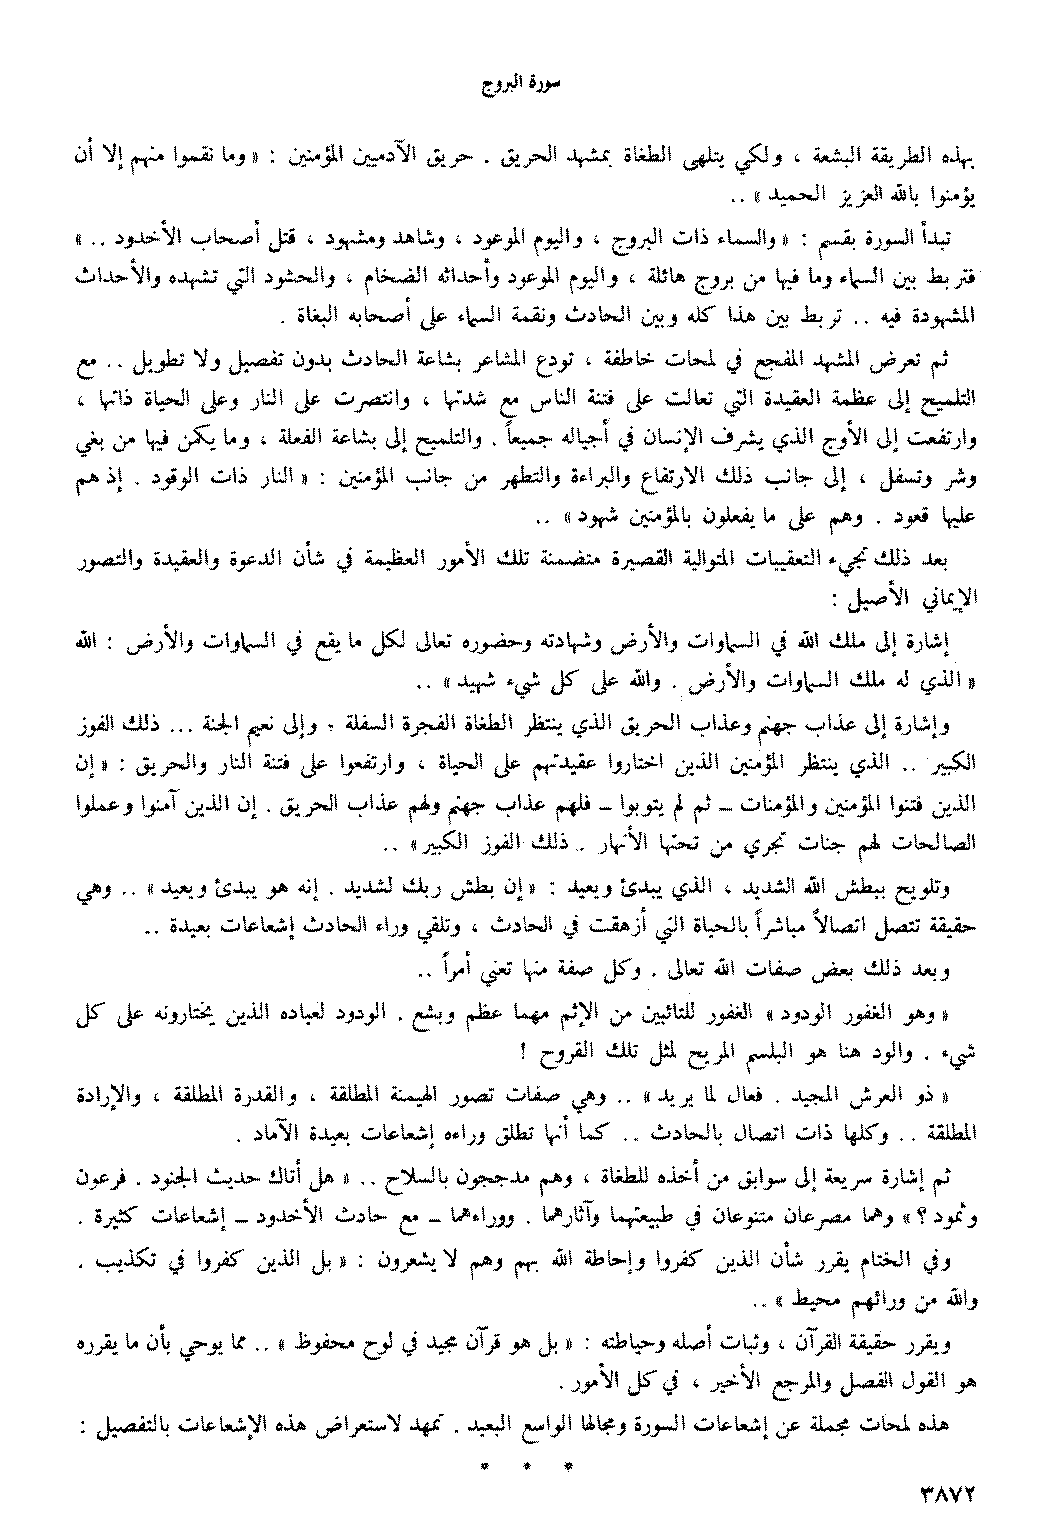 سورة البروج
بهذه الطريقة البشعة ، ولكي يتلهى الطغاة بمشهد الحريق . حريق الآدميين المؤمنين : « وما نقموا منهم إلا أن
يؤمنوا بالله العزيز الحميد » ..
تبدأ السورة بقسم : « والسماء ذات البروج ، واليوم الموعود ، وشاهد ومشهود ، قتل أصحاب الأخدود .. »
فتربط بين السماء وما فيها من بروج هائلة ، واليوم الموعود وأحداثه الضخام ، والحشود التي تشهده والأحداث
المشهودة فيه .. تربط بين هذا كله وبين الحادث ونقمة السماء على أصحابه البغاة .
ثم تعرض المشهد المفجع في لمحات خاطفة ، تودع المشاعر بشاعة الحادث بدون تفصيل ولا تطويل .. مع
التلميح إلى عظمة العقيدة التي تعالت على فتنة الناس مع شدتها ، وانتصرت على النار وعلى الحياة ذاتها ،
وارتفعت إلى الأوج الذي يشرف الإنسان في أجياله جميعاً . والتلميح إلى بشاعة الفعلة ، وما يكمن فيها من بغي
وشر وتسفل ، إلى جانب ذلك الارتفاع والبراءة والتطهر من جانب المؤمنين : « النار ذات الوقود . إذ هم
عليها قعود . وهم على ما يفعلون بالمؤمنين شهود » ..
بعد ذلك تجيء التعقيبات المتوالية القصيرة متضمنة تلك الأمور العظيمة في شأن الدعوة والعقيدة والتصور
الإيماني الأصيل :
إشارة إلى ملك الله في السماوات والأرض وشهادته وحضوره تعالى لكل ما يقع في السماوات والأرض : الله
« الذي له ملك السماوات والأرض . والله على كل شيء شهيد » ..
وإشارة إلى عذاب جهنم وعذاب الحريق الذي ينتظر الطغاة الفجرة السفلة ؛ وإلى نعيم الجنة ... ذلك الفوز
الكبير .. الذي ينتظر المؤمنين الذين اختاروا عقيدتهم على الحياة ، وارتفعوا على فتنة النار والحريق : « إن
الذين فتنوا المؤمنين والمؤمنات – ثم لم يتوبوا – فلهم عذاب جهنم ولهم عذاب الحريق . إن الذين آمنوا وعملوا
الصالحات لهم جنات تجري من تحتها الأنهار . ذلك الفوز الكبير » ..
وتلويح ببطش الله الشديد ، الذي يبدئ ويعيد : « إن بطش ربك لشديد . إنه هو يبدئ ويعيد » .. وهي
حقيقة تتصل اتصالاً مباشراً بالحياة التي أزهقت في الحادث ، وتلقي وراء الحادث إشعاعات بعيدة ..
وبعد ذلك بعض صفات الله تعالى . وكل صفة منها تعني أمراً ..
« وهو الغفور الودود » الغفور للتائبين من الإثم مهما عظم وبشع . الودود لعباده الذين يختارونه على كل
شيء . والود هنا هو البلسم المريح لمثل تلك القروح !
« ذو العرش المجيد . فعال لما يريد » .. وهي صفات تصور الهيمنة المطلقة ، والقدرة المطلقة ، والإرادة
المطلقة .. وكلها ذات اتصال بالحادث .. كما أنها تطلق وراءه إشعاعات بعيدة الآماد .
ثم إشارة سريعة إلى سوابق من أخذه للطغاة ، وهم مدججون بالسلاح .. « هل أتاك حديث الجنود . فرعون
وثمود ؟ » وهما مصرعان متنوعان في طبيعتهما وآثارهما . ووراءهما – مع حادث الأخدود – إشعاعات كثيرة .
وفي الختام يقرر شأن الذين كفروا وإحاطة الله بهم وهم لا يشعرون : « بل الذين كفروا في تكذيب .
والله من ورائهم محيط » ..
ويقرر حقيقة القرآن ، وثبات أصله وحياطته : « بل هو قرآن مجيد في لوح محفوظ » .. مما يوحي بأن ما يقرره
هو القول الفصل والمرجع الأخير ، في كل الأمور .
هذه لمحات مجملة عن إشعاعات السورة ومجالها الواسع البعيد . تمهد لاستعراض هذه الإشعاعات بالتفصيل :
* * *
٣٨٧٢